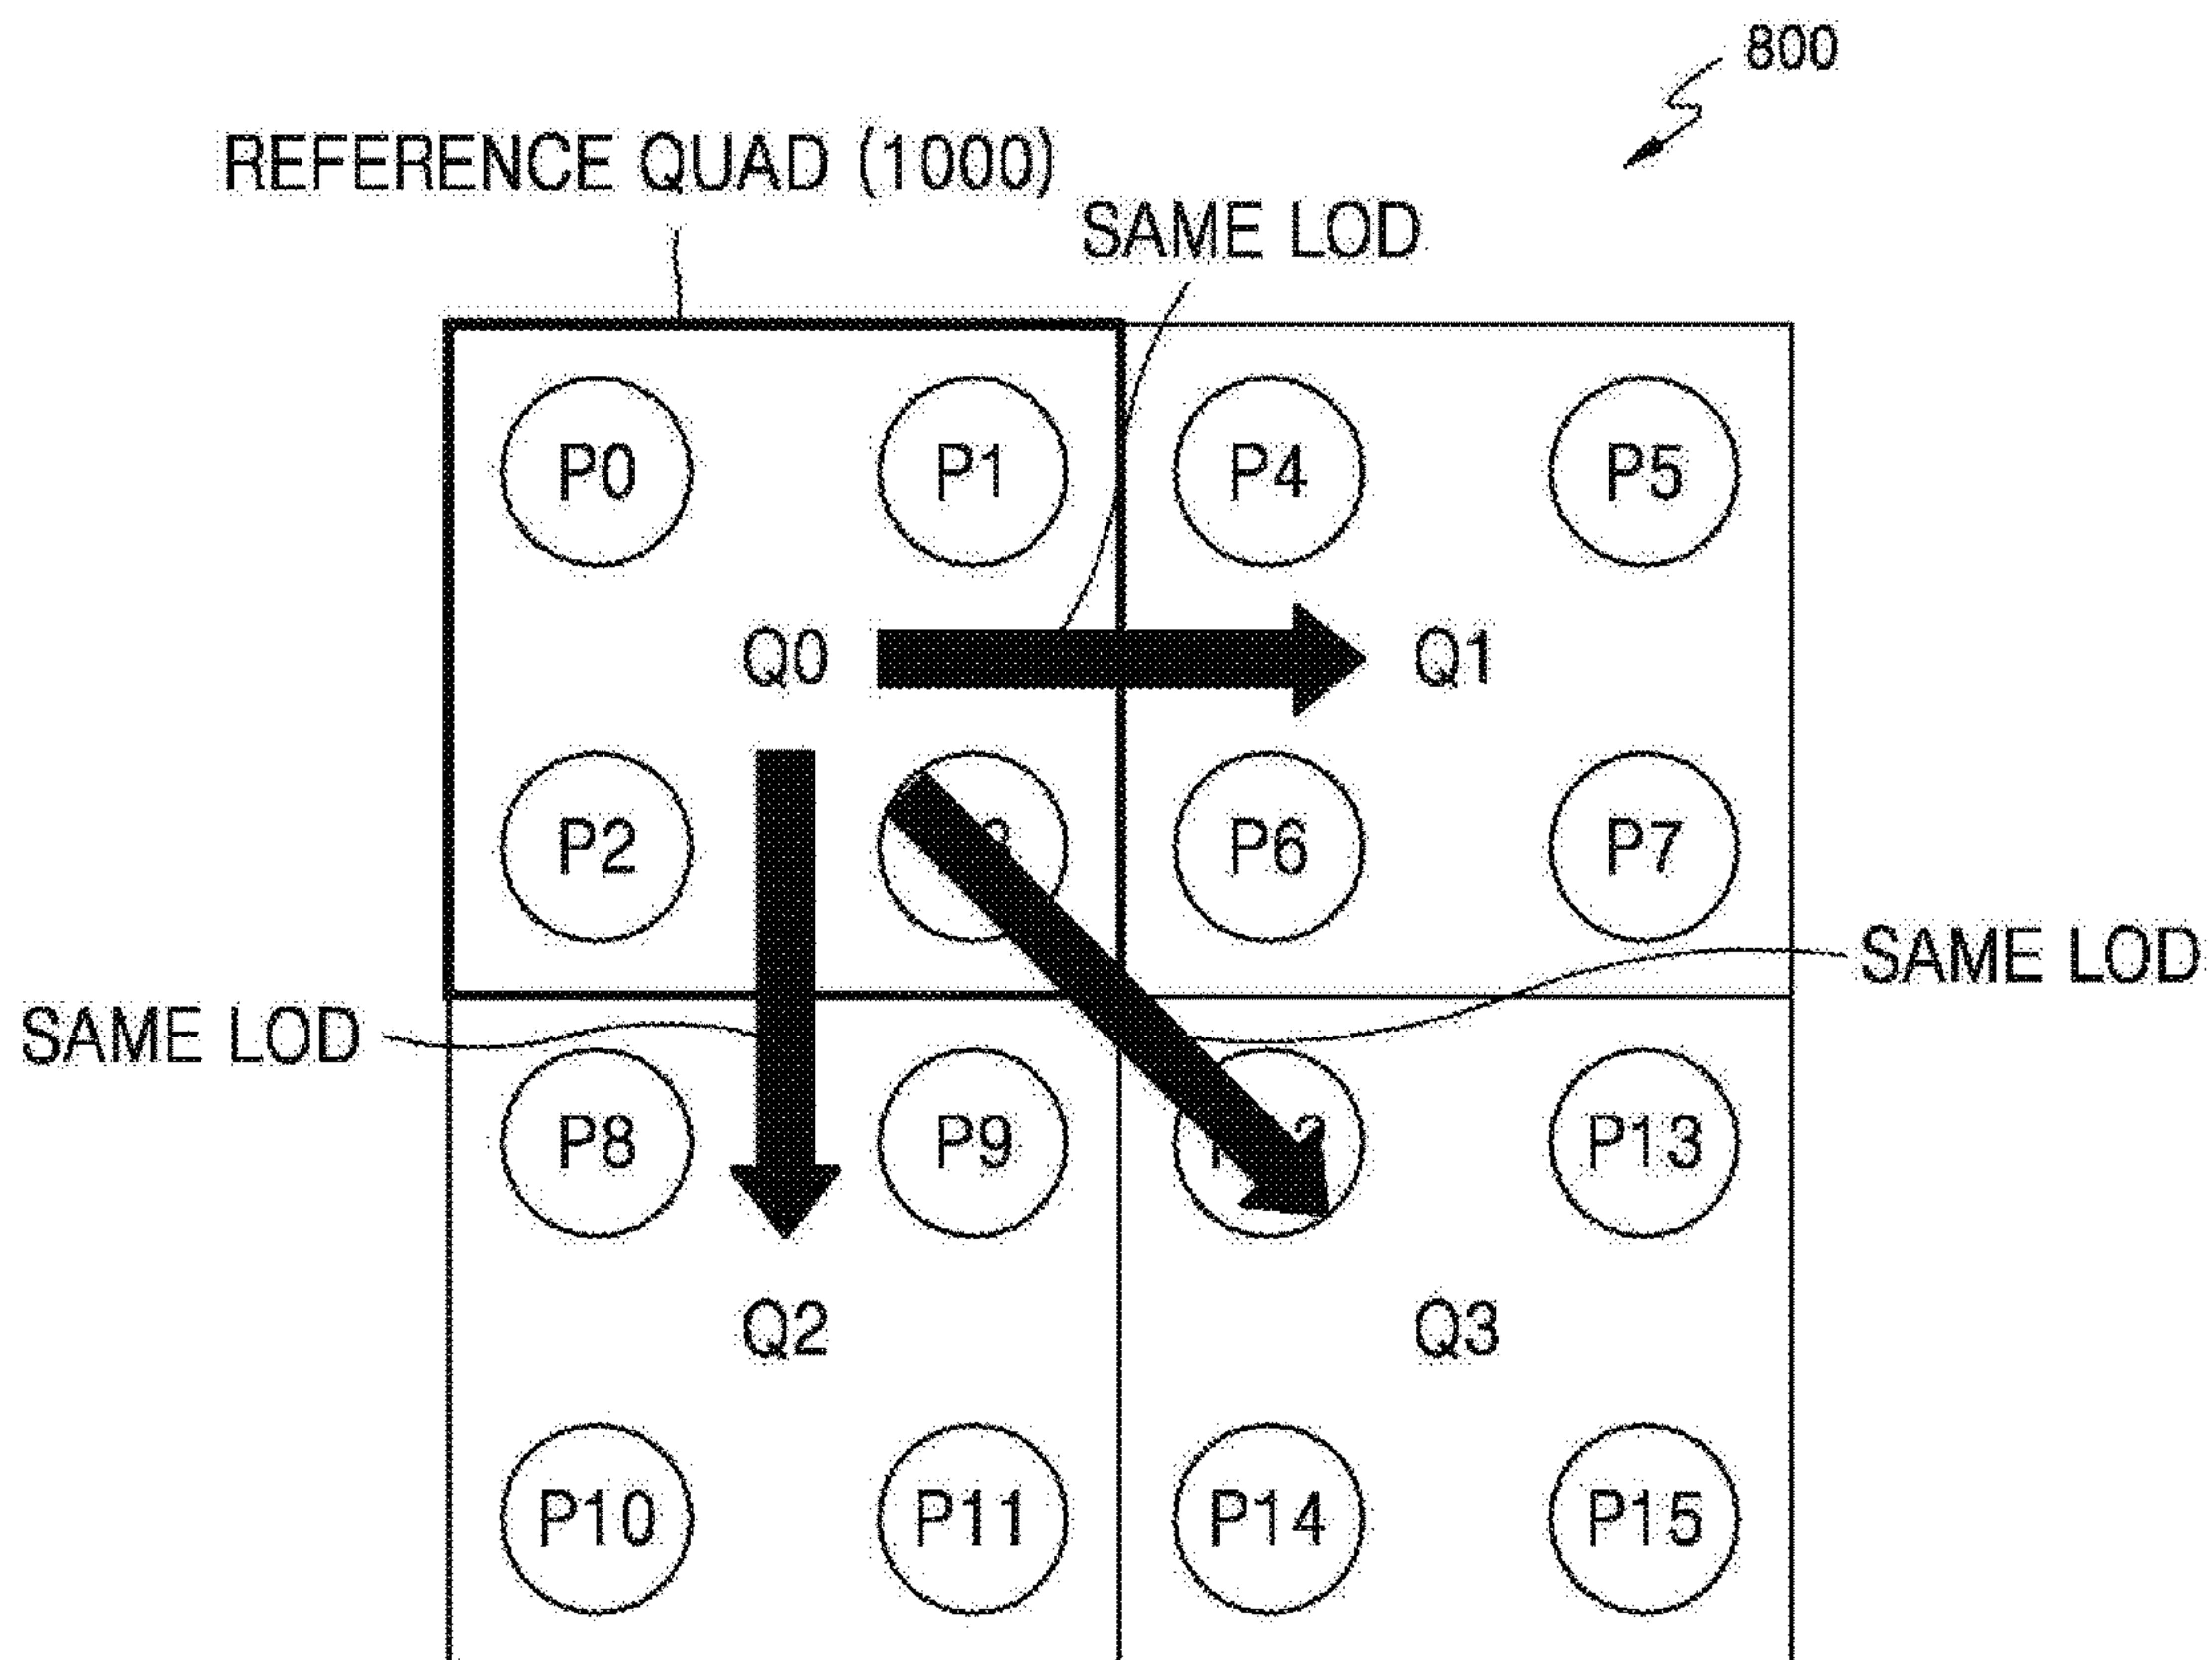 800
REFERENCE QUAD (1000)
SAME LOD
P0 P1 P4 P5
Q0 Q1
P2 P6 P7
SAME LOD
SAME LOD
P8 P9 P13
Q2 Q3
P10 P11 P14 P15